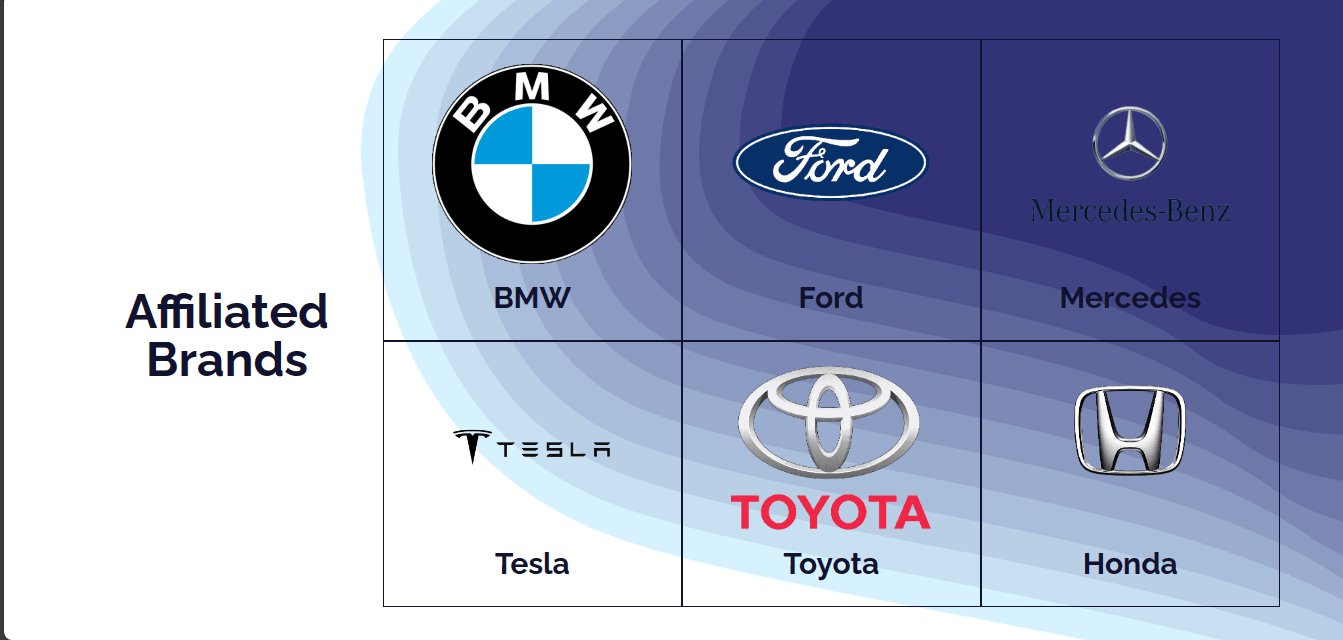 Affiliated
Brands
BMW
BMW
Ford
Ford
Mercedes-Benz
Mercedes
TESLA
Tesla
TOYOTA
Toyota
Honda